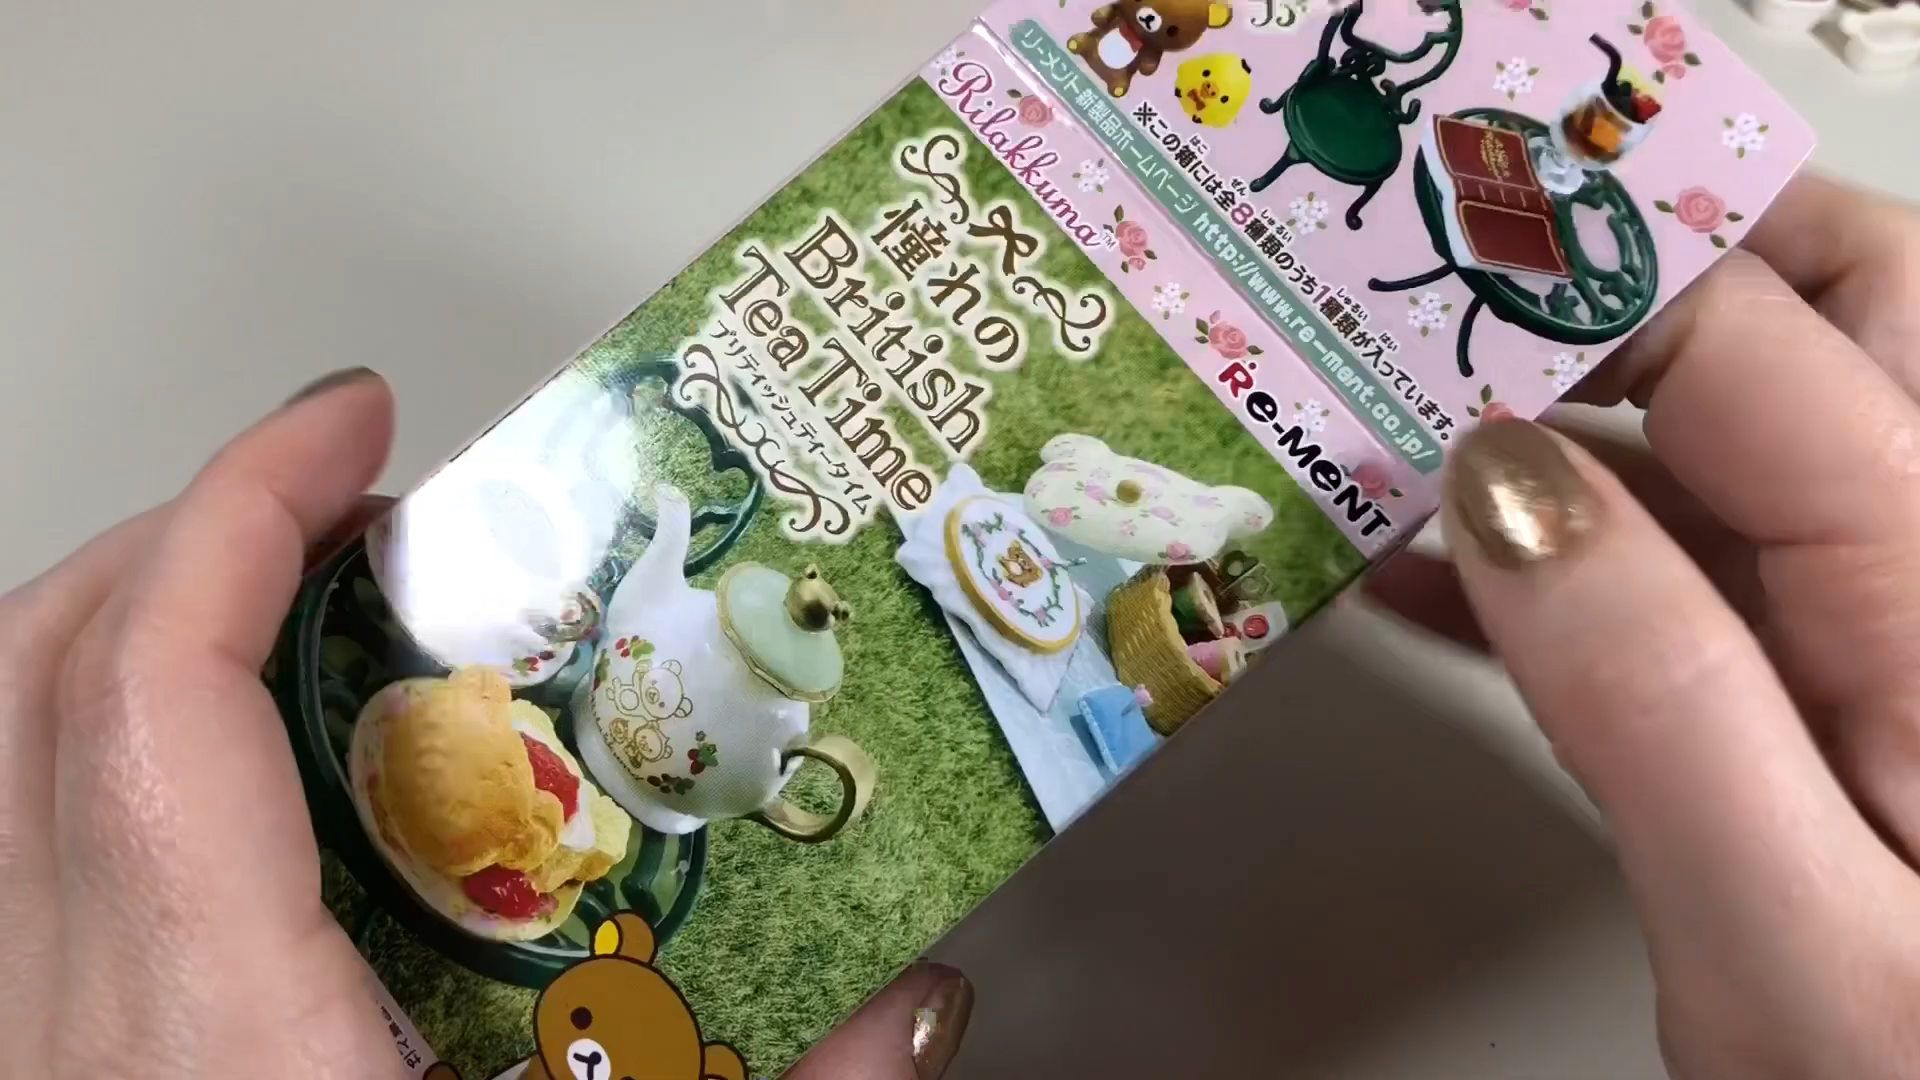 リーメント新製品ホームページ http://www.re-ment.co.jp/
※この箱には全8種類のうち1種類が入っています。
Rilakkuma™
Re-MeNT
憧れの
British
Tea Time
ブリティッシュティータイム